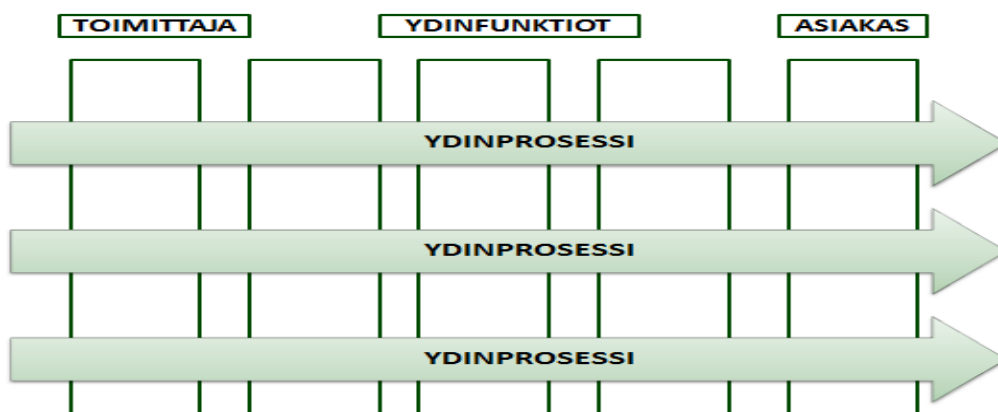 TOIMITTAJA
YDINFUNKTIOT
ASIAKAS
YDINPROSESSI
YDINPROSESSI
YDINPROSESSI